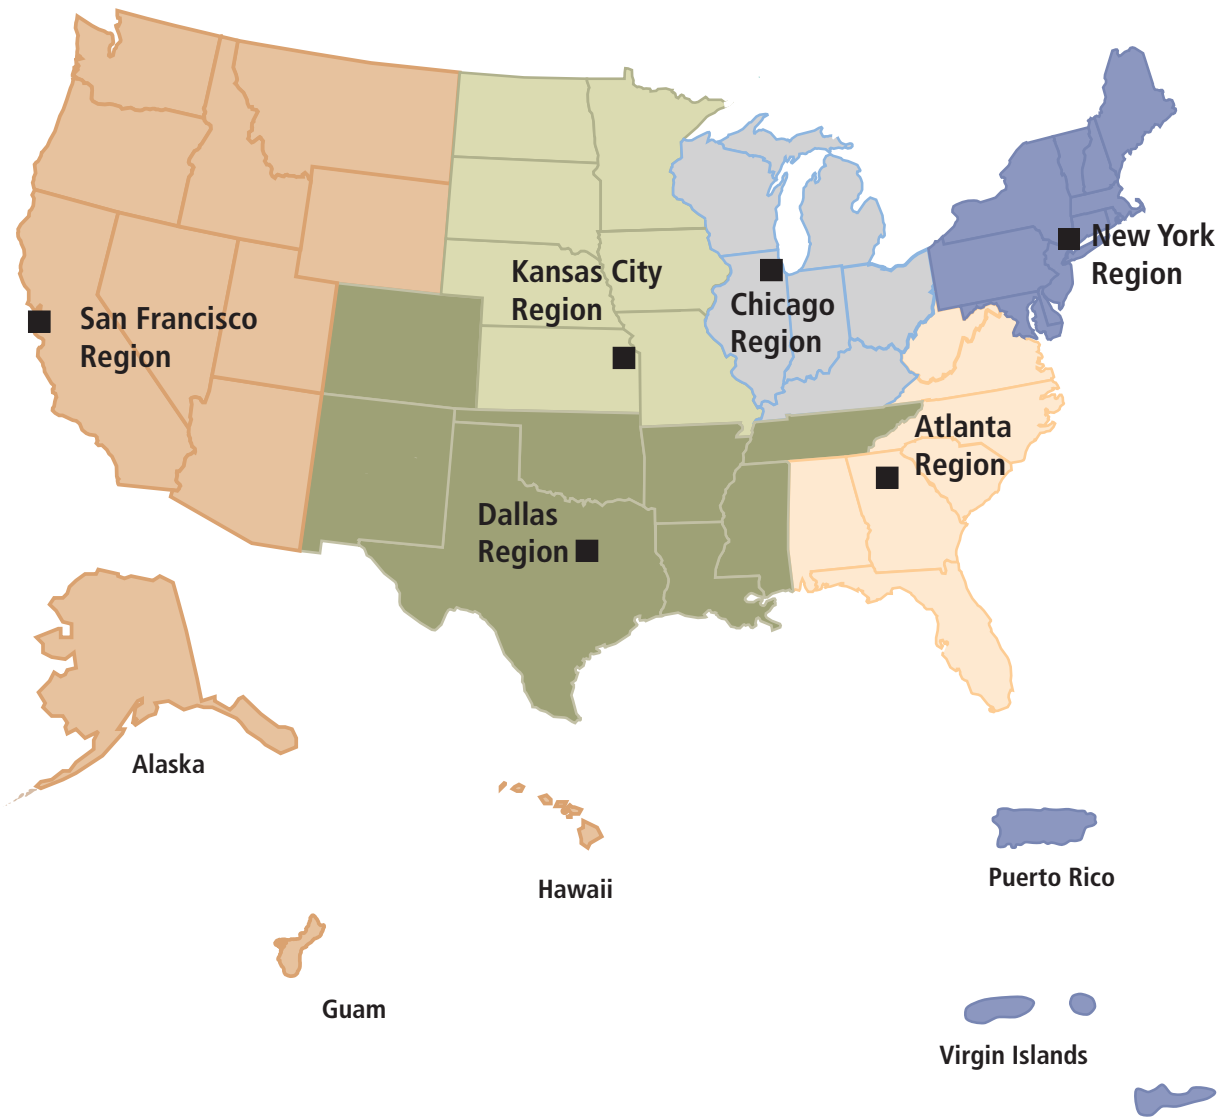 New York
Region
Kansas City
Region
Chicago
Region
San Francisco
Region
Atlanta
Region
Dallas
Region
Alaska
Hawaii
Puerto Rico
Guam
Virgin Islands